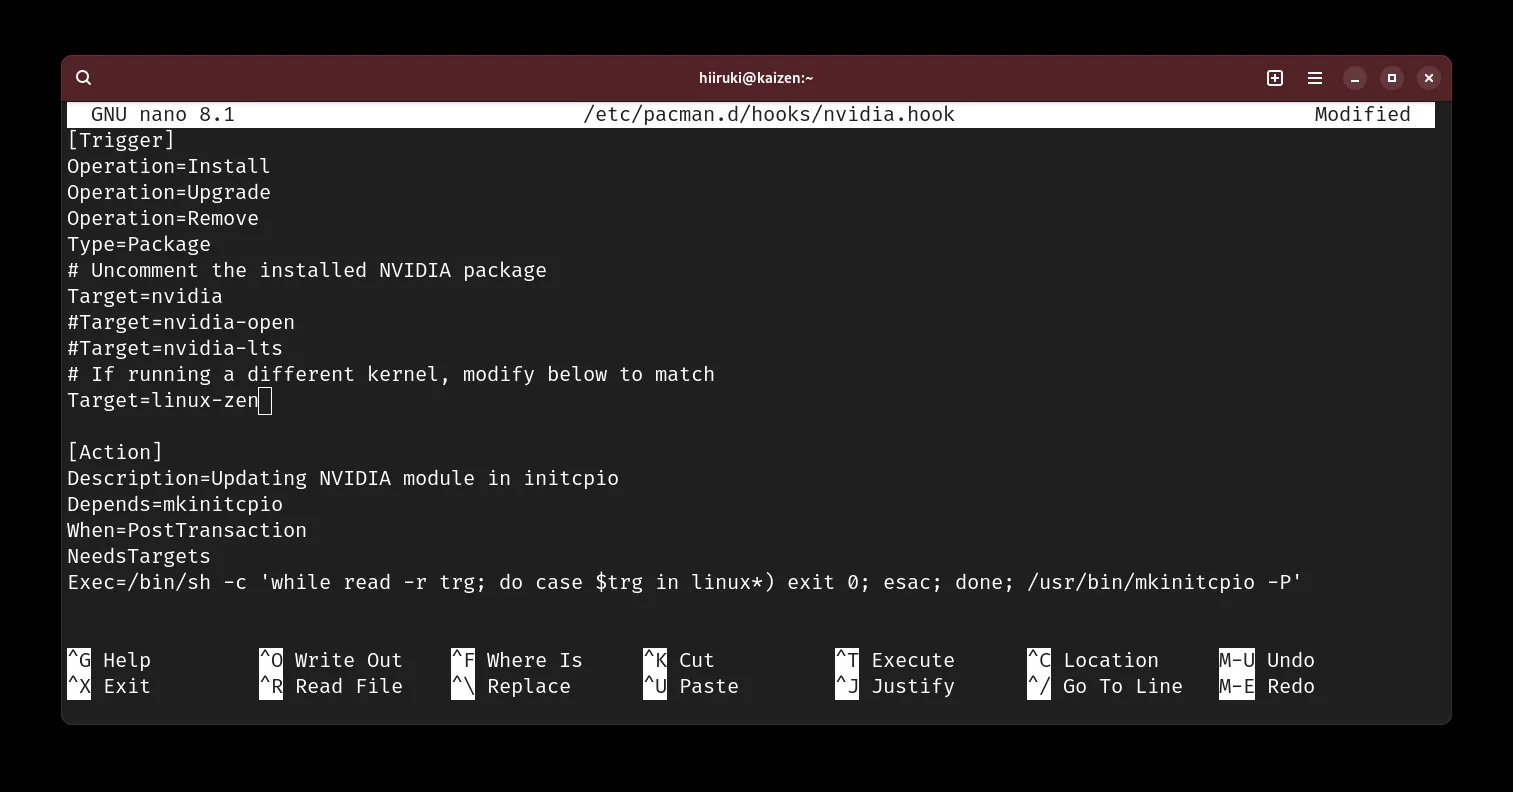 hiiruki@kaizen:~
GNU nano 8.1 /etc/pacman.d/hooks/nvidia.hook Modified
[Trigger]
Operation=Install
Operation=Upgrade
Operation=Remove
Type=Package
# Uncomment the installed NVIDIA package
Target=nvidia
#Target=nvidia-open
#Target=nvidia-lts
# If running a different kernel, modify below to match
Target=linux-zen

[Action]
Description=Updating NVIDIA module in initcpio
Depends=mkinitcpio
When=PostTransaction
NeedsTargets
Exec=/bin/sh -c 'while read -r trg; do case $trg in linux*) exit 0; esac; done; /usr/bin/mkinitcpio -P'

^G Help ^O Write Out ^F Where Is ^K Cut ^T Execute ^C Location M-U Undo
^X Exit ^R Read File ^\ Replace ^U Paste ^J Justify ^/ Go To Line M-E Redo